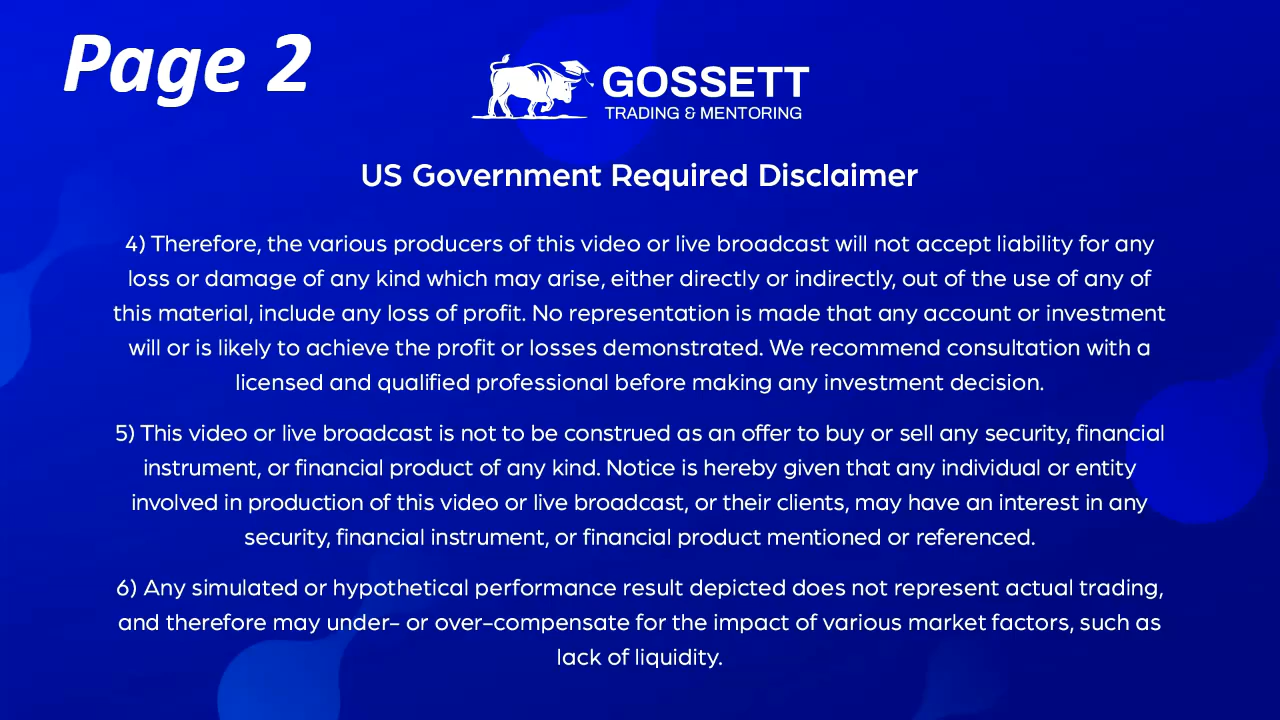 Page 2
GOSSETT
TRADING & MENTORING
US Government Required Disclaimer
4) Therefore, the various producers of this video or live broadcast will not accept liability for any
loss or damage of any kind which may arise, either directly or indirectly, out of the use of any of
this material, include any loss of profit. No representation is made that any account or investment
will or is likely to achieve the profit or losses demonstrated. We recommend consultation with a
licensed and qualified professional before making any investment decision.
5) This video or live broadcast is not to be construed as an offer to buy or sell any security, financial
instrument, or financial product of any kind. Notice is hereby given that any individual or entity
involved in production of this video or live broadcast, or their clients, may have an interest in any
security, financial instrument, or financial product mentioned or referenced.
6) Any simulated or hypothetical performance result depicted does not represent actual trading,
and therefore may under- or over-compensate for the impact of various market factors, such as
lack of liquidity.